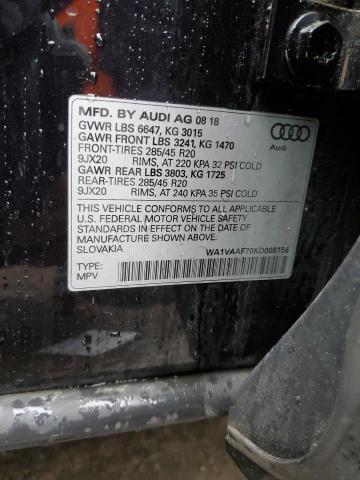 MFD. BY AUDI AG 08 18
GVWR LBS 6647, KG 3015
GAWR FRONT LBS 3241, KG 1470
FRONT-TIRES 285/45 R20
9JX20 RIMS, AT 220 KPA 32 PSI COLD
GAWR REAR LBS 3803, KG 1725
REAR-TIRES 285/45 R20
9JX20 RIMS, AT 240 KPA 35 PSI COLD
Audi
THIS VEHICLE CONFORMS TO ALL APPLICABLE
U.S. FEDERAL MOTOR VEHICLE SAFETY
STANDARDS IN EFFECT ON THE DATE OF
MANUFACTURE SHOWN ABOVE.
SLOVAKIA
WA1VAAF70KD006156
TYPE:
MPV